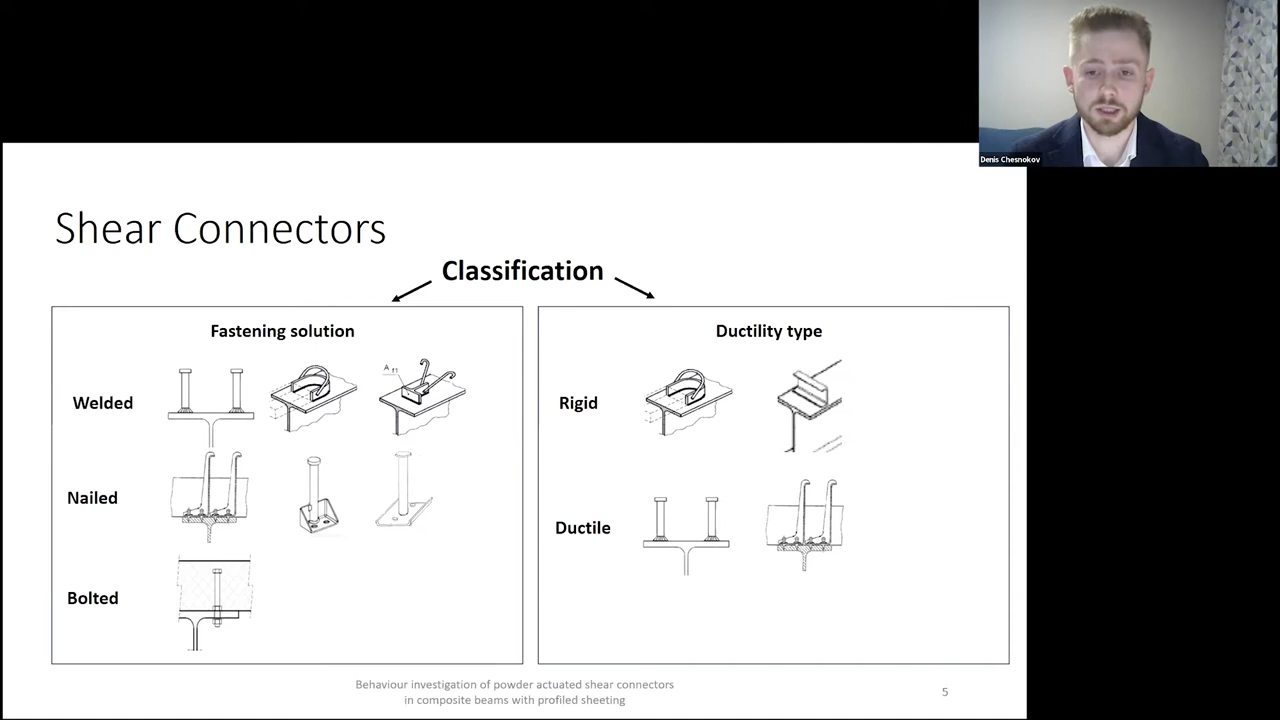 Denis Chesnokov
Shear Connectors
Classification
Fastening solution
Welded
A 11
Nailed
Bolted
Ductility type
Rigid
Ductile
Behaviour investigation of powder actuated shear connectors
in composite beams with profiled sheeting
5